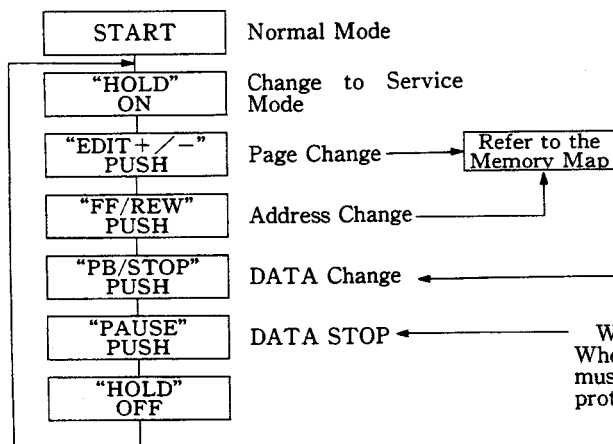 START
Normal Mode
“HOLD”
ON
Change to Service
Mode
“EDIT+／−”
PUSH
Page Change
Refer to the
Memory Map
“FF/REW”
PUSH
Address Change
“PB/STOP”
PUSH
DATA Change
“PAUSE”
PUSH
DATA STOP
W
Whe
mus
prot
“HOLD”
OFF